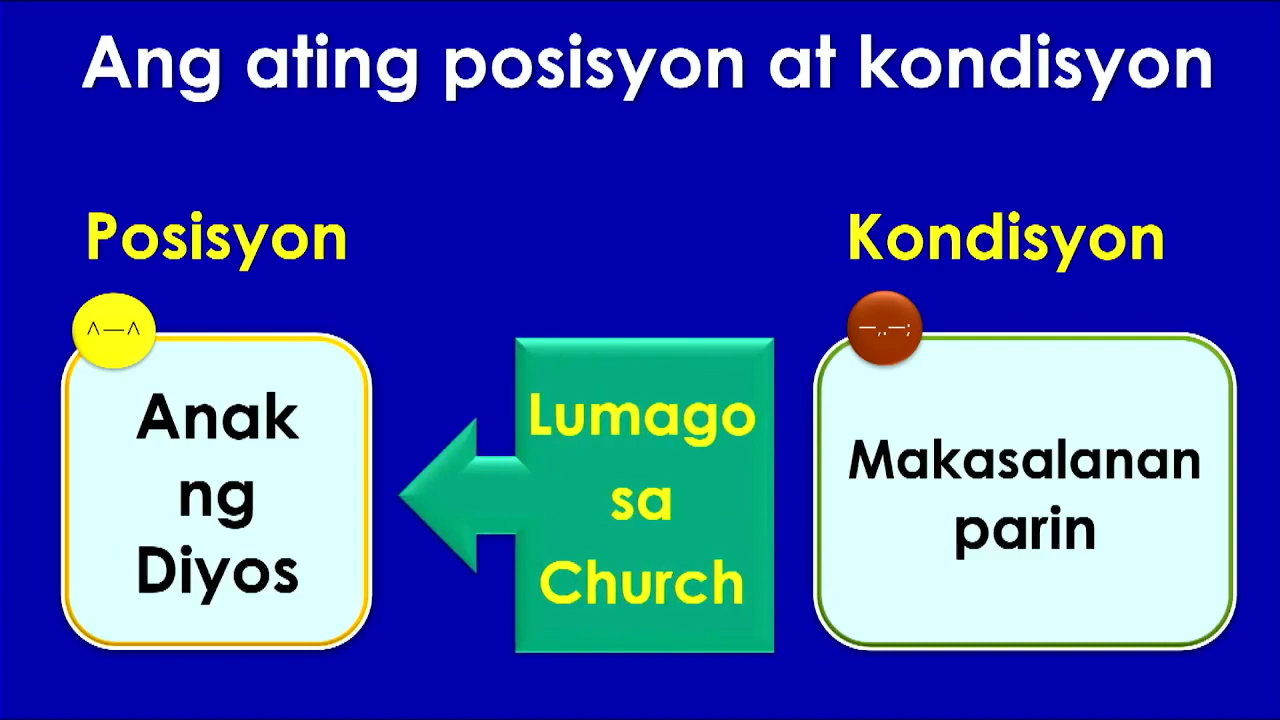 Ang ating posisyon at kondisyon
Posisyon
Kondisyon
^—^
—,.—;
Anak
ng
Diyos
Lumago
sa
Church
Makasalanan
parin